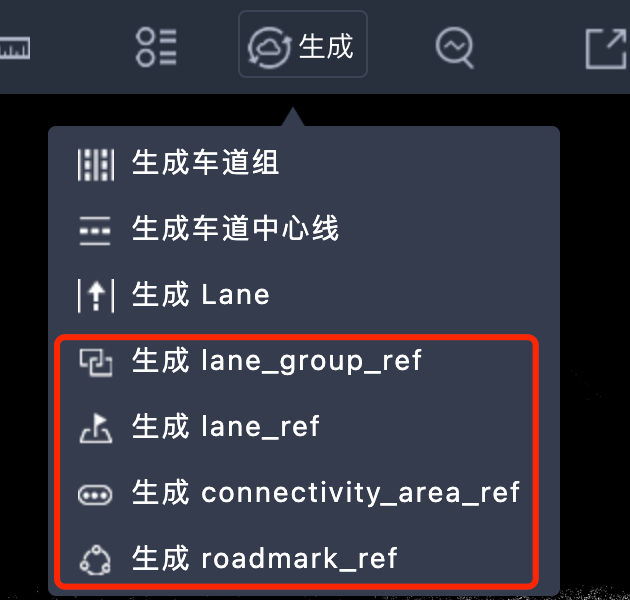 生成
生成车道组
生成车道中心线
生成 Lane
生成 lane_group_ref
生成 lane_ref
生成 connectivity_area_ref
生成 roadmark_ref